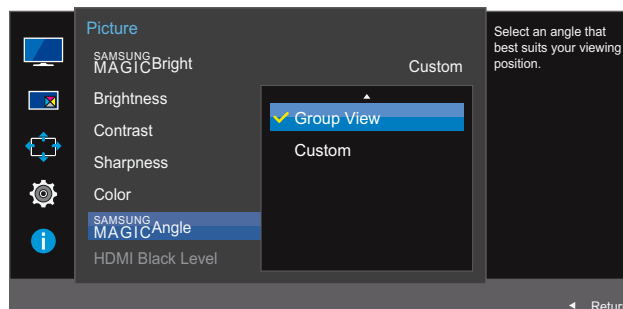 Picture
SAMSUNG
MAGICBright
Custom
Brightness
Contrast
Sharpness
Color
SAMSUNG
MAGICAngle
HDMI Black Level
Group View
Custom
Select an angle that
best suits your viewing
position.